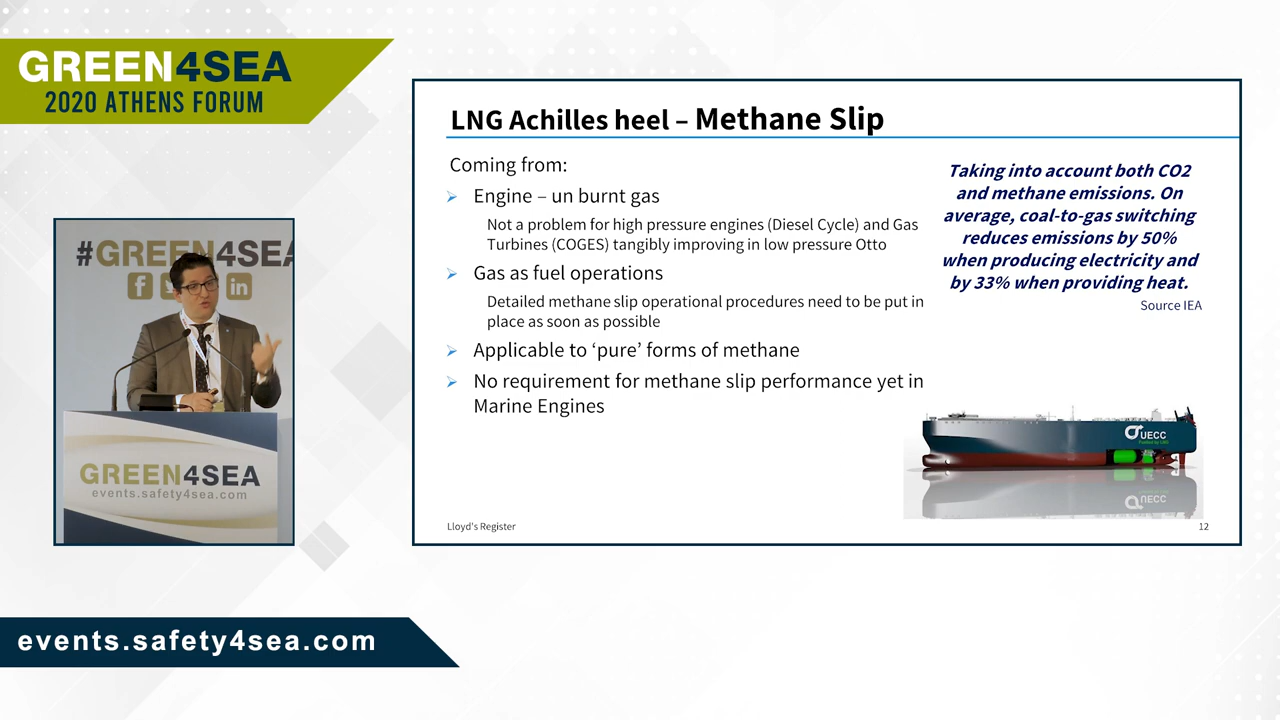 GREEN4SEA
2020 ATHENS FORUM
#GREEN4SEA
GREEN4SEA
events.safety4sea.com
LNG Achilles heel – Methane Slip
Coming from:
Engine – un burnt gas
Not a problem for high pressure engines (Diesel Cycle) and Gas
Turbines (COGES) tangibly improving in low pressure Otto
Gas as fuel operations
Detailed methane slip operational procedures need to be put in
place as soon as possible
Applicable to ‘pure’ forms of methane
No requirement for methane slip performance yet in
Marine Engines
Taking into account both CO2
and methane emissions. On
average, coal-to-gas switching
reduces emissions by 50%
when producing electricity and
by 33% when providing heat.
Source IEA
UECC
Fuelled by LNG
Lloyd's Register
12
events.safety4sea.com